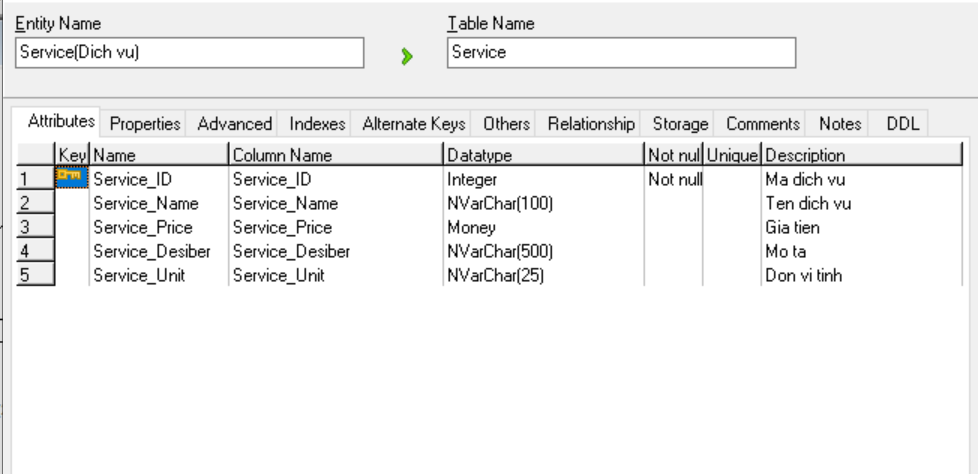 Entity Name Table Name
Service(Dich vu) Service
Attributes Properties Advanced Indexes Alternate Keys Others Relationship Storage Comments Notes DDL
Key Name Column Name Datatype Not nul Unique Description
1 Service_ID Service_ID Integer Not null Ma dich vu
2 Service_Name Service_Name NVarChar(100) Ten dich vu
3 Service_Price Service_Price Money Gia tien
4 Service_Desiber Service_Desiber NVarChar(500) Mo ta
5 Service_Unit Service_Unit NVarChar(25) Don vi tinh